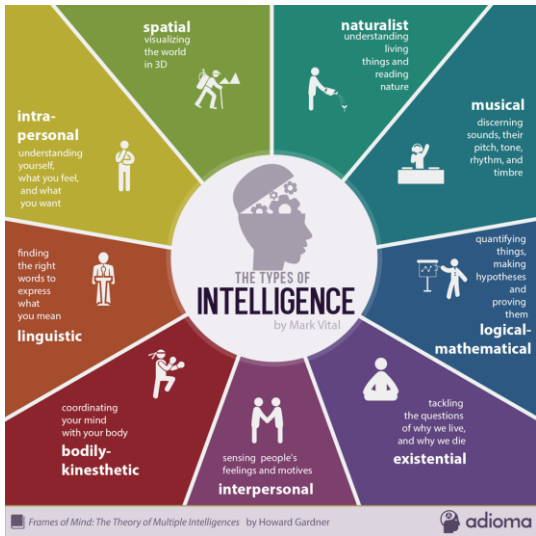 spatial
visualizing
the world
in 3D
naturalist
understanding
living
things and
reading
nature
musical
discerning
sounds, their
pitch, tone,
rhythm, and
timbre
quantifying
things,
making
hypotheses
and
proving
them
logical-
mathematical
tackling
the questions
of why we live,
and why we die
existential
sensing people's
feelings and motives
interpersonal
coordinating
your mind
with your body
bodily-
kinesthetic
finding
the right
words to
express
what
you mean
linguistic
intra-
personal
understanding
yourself,
what you feel,
and what
you want
THE TYPES OF
INTELLIGENCE
by Mark Vital
Frames of Mind: The Theory of Multiple Intelligences by Howard Gardner
adioma